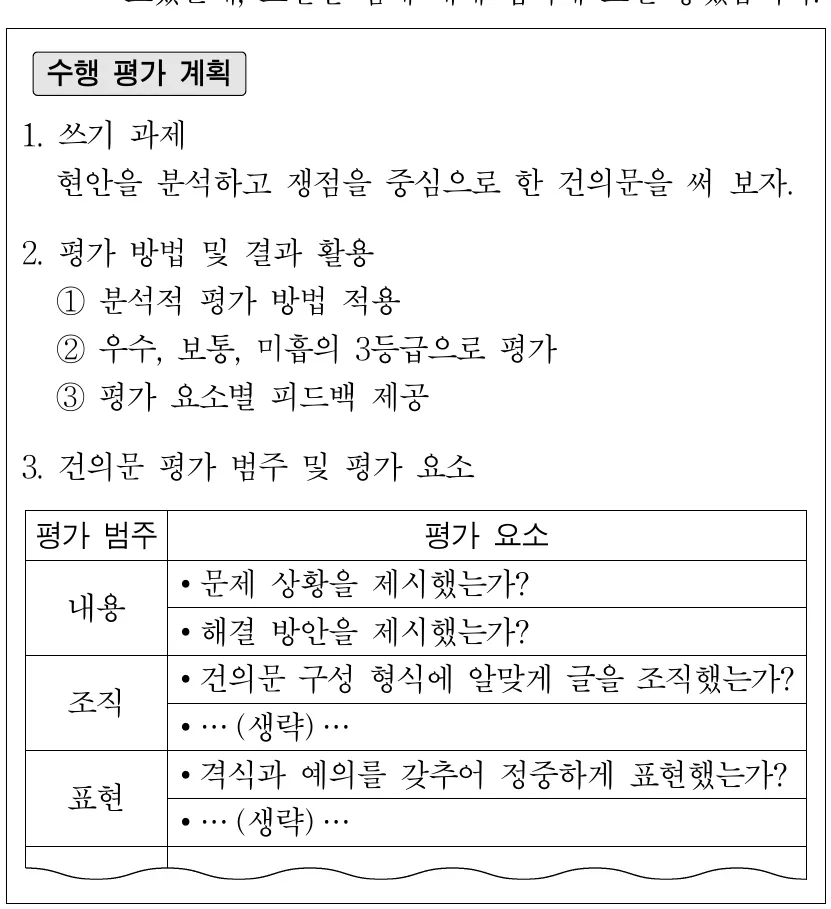 수행 평가 계획
1. 쓰기 과제
현안을 분석하고 쟁점을 중심으로 한 건의문을 써 보자.
2. 평가 방법 및 결과 활용
① 분석적 평가 방법 적용
② 우수, 보통, 미흡의 3등급으로 평가
③ 평가 요소별 피드백 제공
3. 건의문 평가 범주 및 평가 요소
평가 범주 평가 요소
내용
• 문제 상황을 제시했는가?
• 해결 방안을 제시했는가?
조직
• 건의문 구성 형식에 알맞게 글을 조직했는가?
• … (생략) …
표현
• 격식과 예의를 갖추어 정중하게 표현했는가?
• … (생략) …